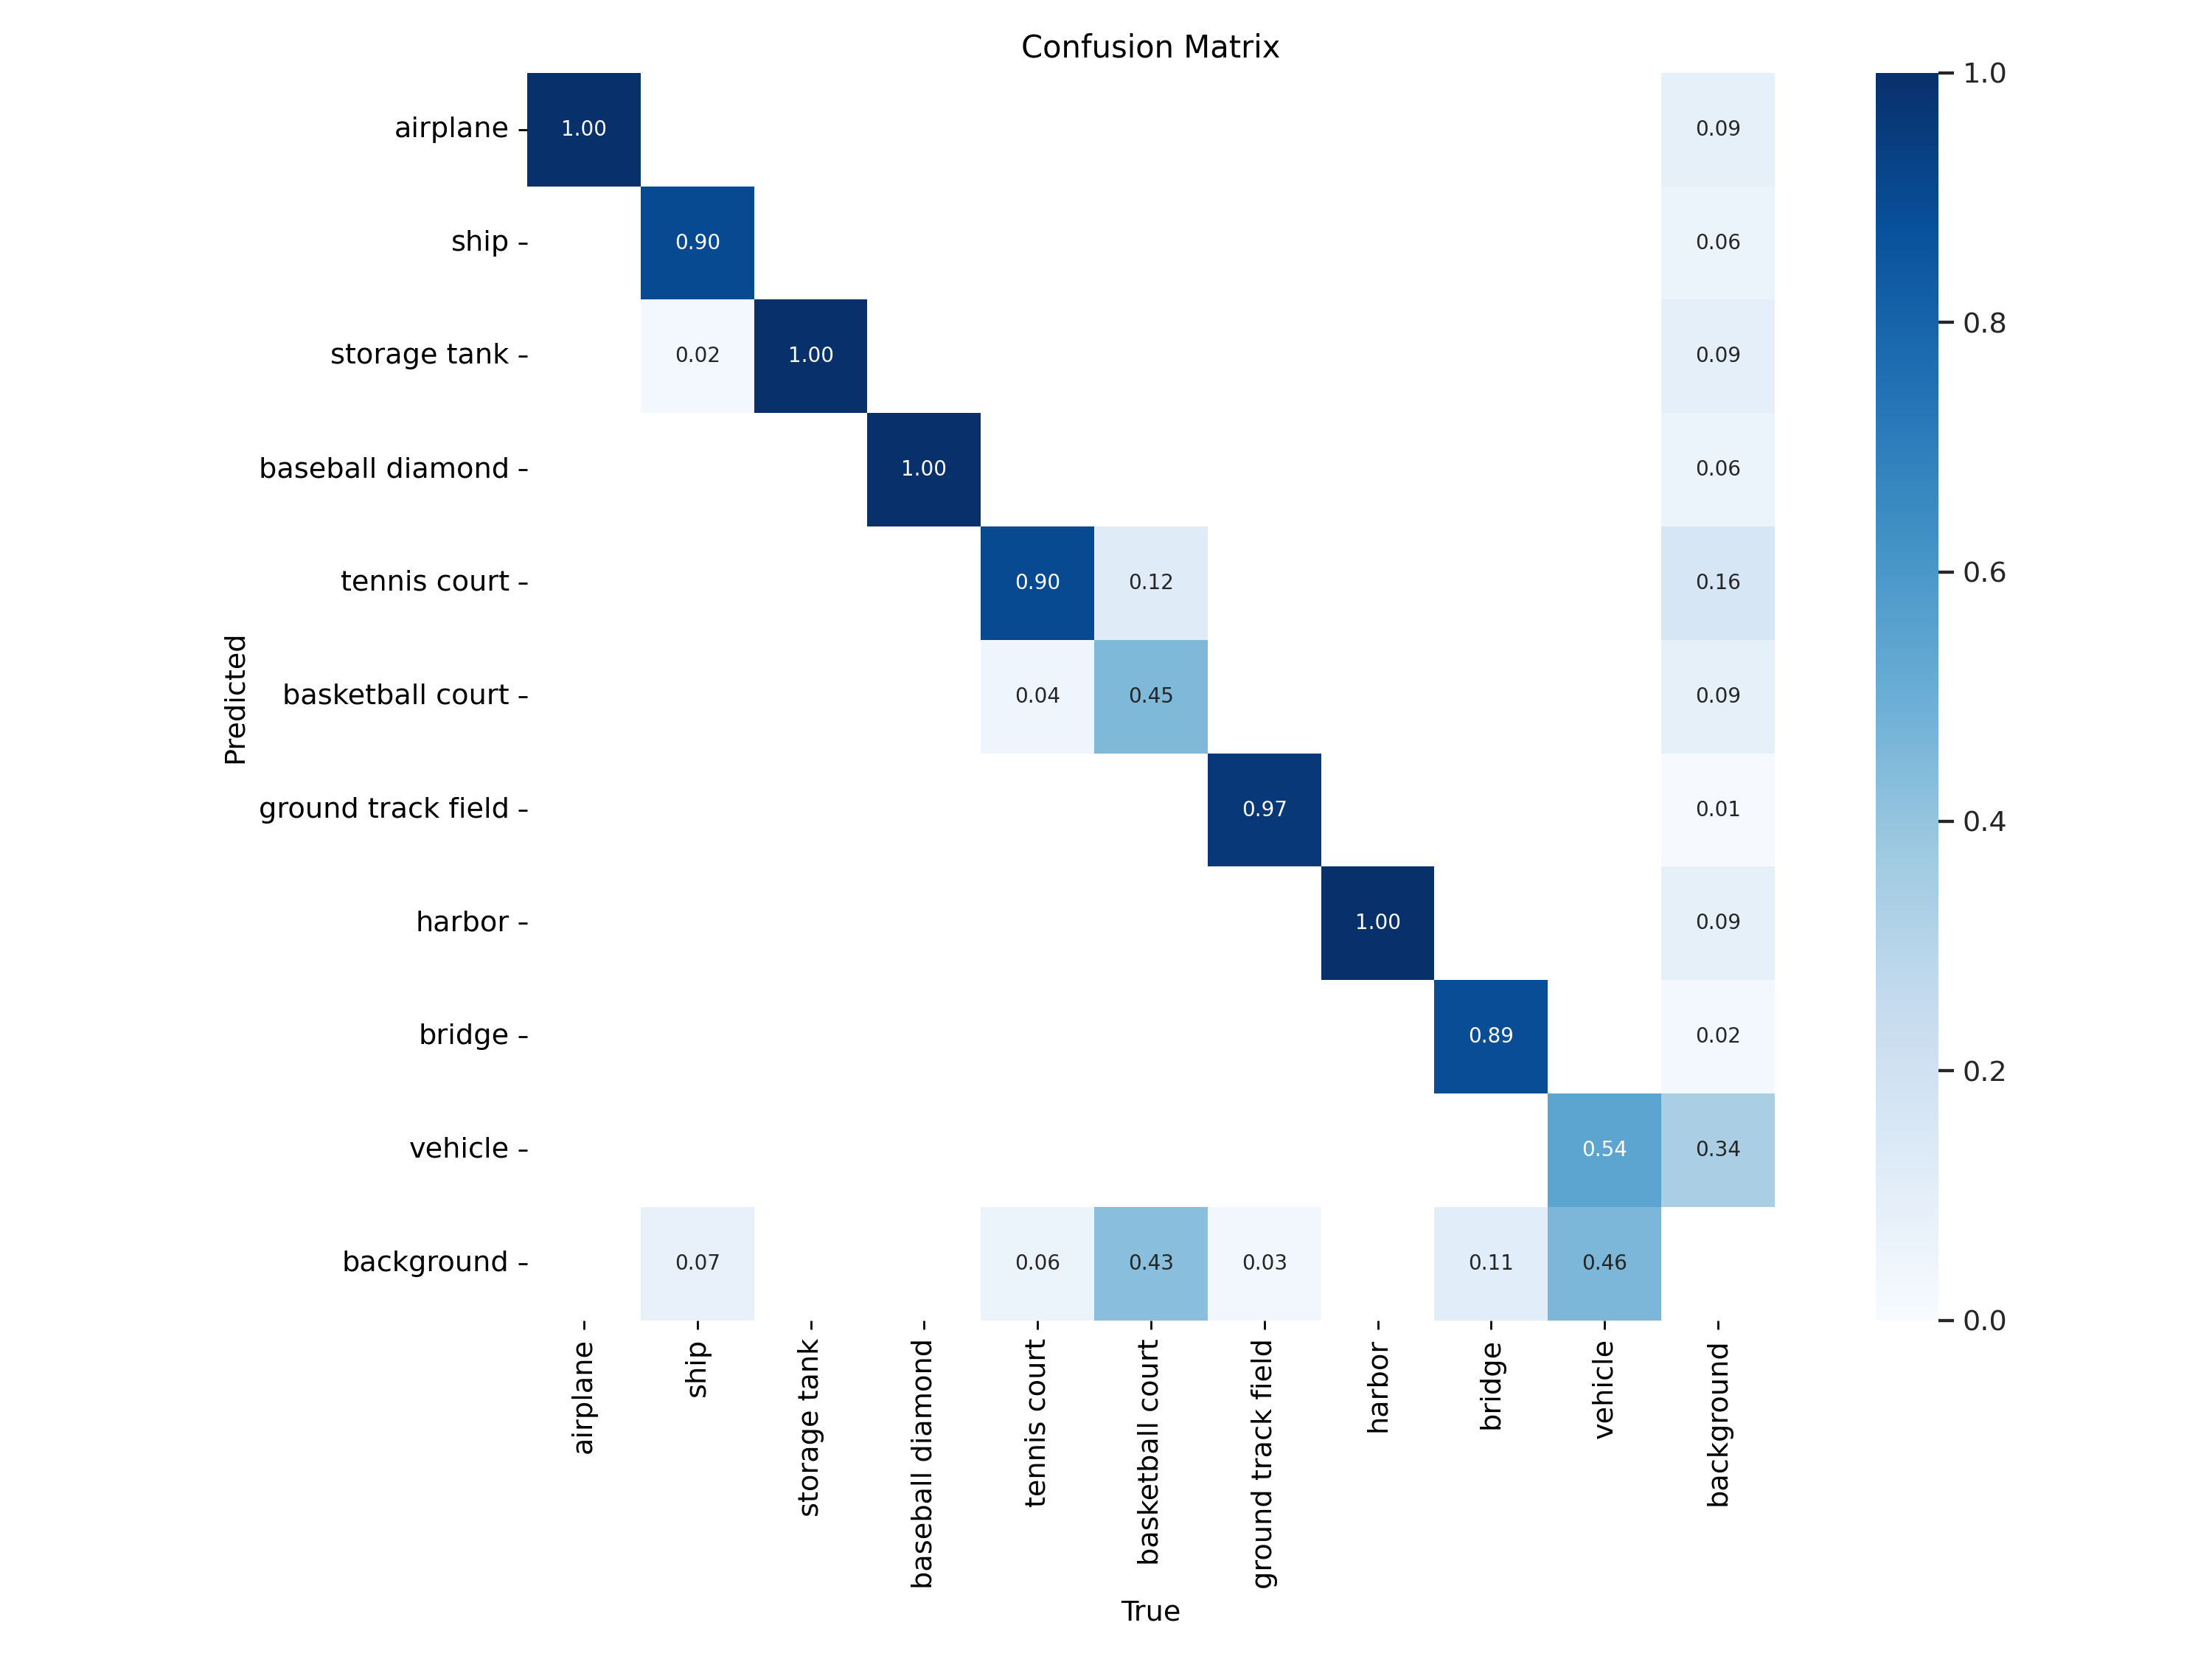 Confusion Matrix
airplane
1.00
0.09
ship
0.90
0.06
storage tank
0.02
1.00
0.09
baseball diamond
1.00
0.06
tennis court
0.90
0.12
0.16
basketball court
0.04
0.45
0.09
ground track field
0.97
0.01
harbor
1.00
0.09
bridge
0.89
0.02
vehicle
0.54
0.34
background
0.07
0.06
0.43
0.03
0.11
0.46
Predicted
airplane
ship
storage tank
baseball diamond
tennis court
basketball court
ground track field
harbor
bridge
vehicle
background
True
1.0
0.8
0.6
0.4
0.2
0.0